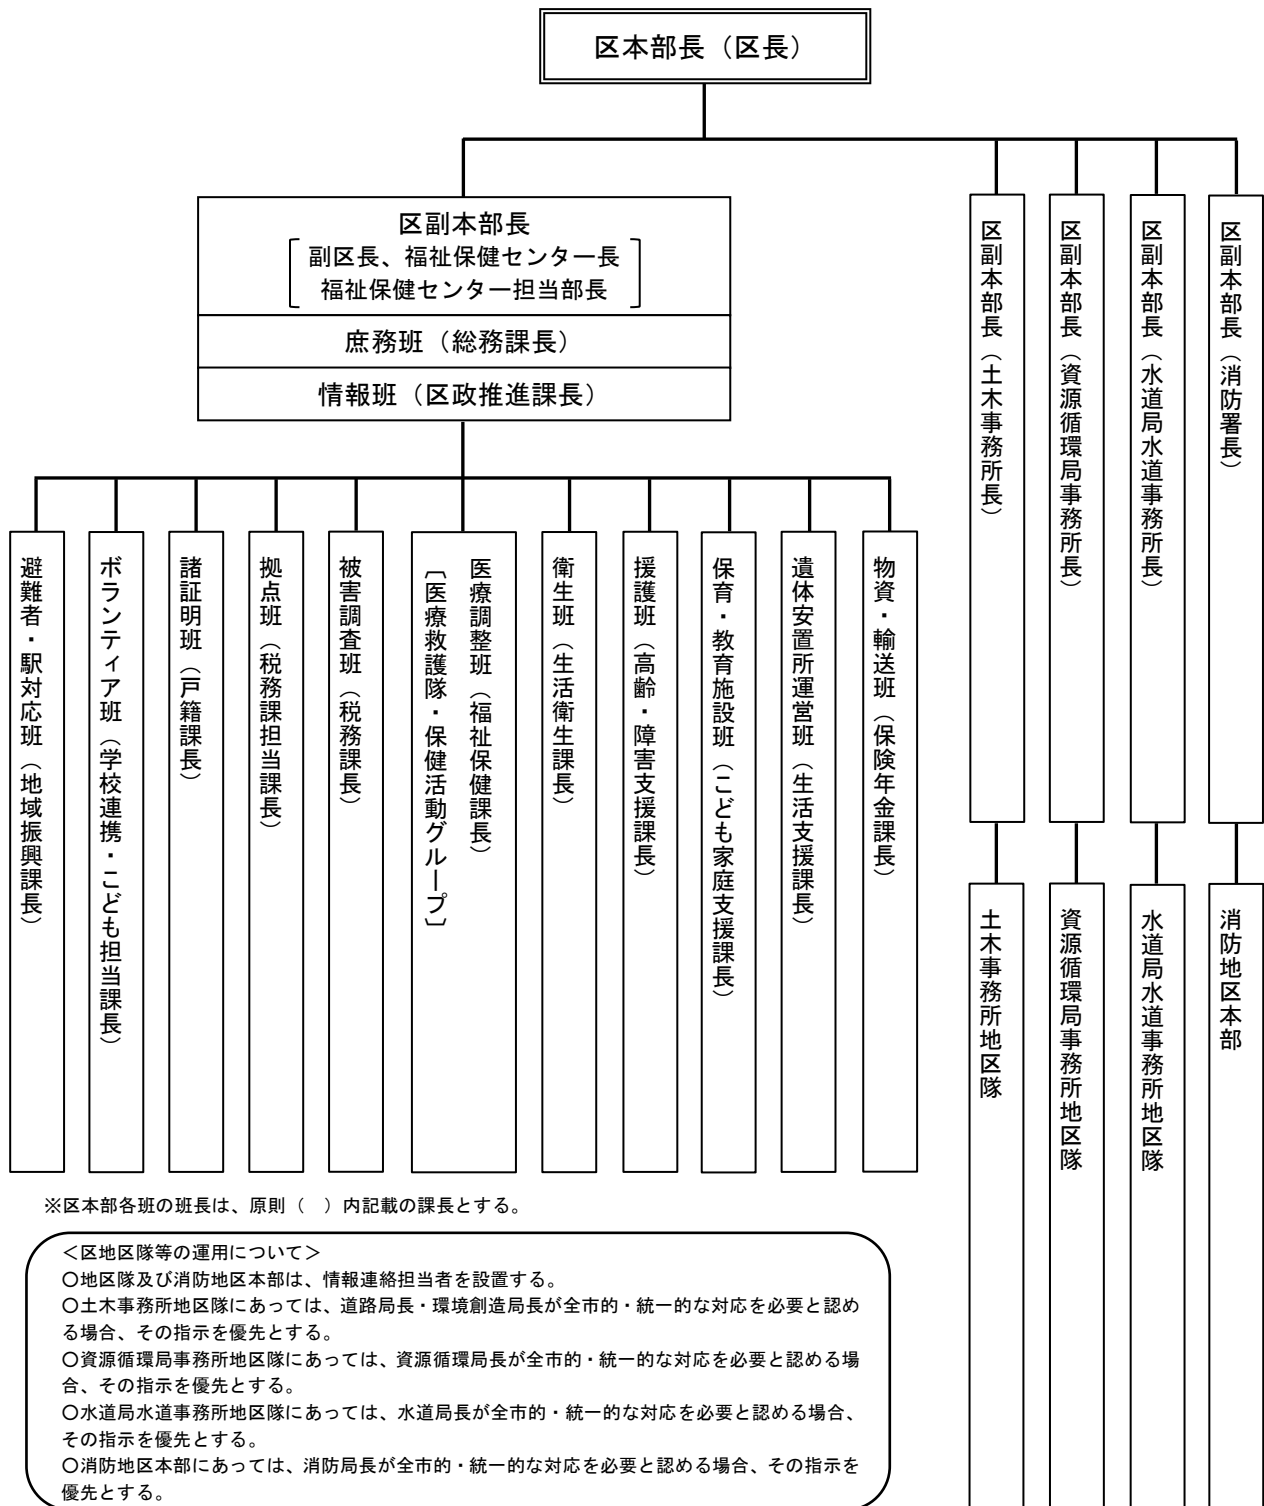 区本部長（区長）
区副本部長
副区長、福祉保健センター長
福祉保健センター担当部長
庶務班（総務課長）
情報班（区政推進課長）
区副本部長（土木事務所長）
区副本部長（資源循環局事務所長）
区副本部長（水道局水道事務所長）
区副本部長（消防署長）
避難者・駅対応班（地域振興課長）
ボランティア班（学校連携・こども担当課長）
諸証明班（戸籍課長）
拠点班（税務課担当課長）
被害調査班（税務課長）
医療調整班（福祉保健課長）
〔医療救護隊・保健活動グループ〕
衛生班（生活衛生課長）
援護班（高齢・障害支援課長）
保育・教育施設班（こども家庭支援課長）
遺体安置所運営班（生活支援課長）
物資・輸送班（保険年金課長）
土木事務所地区隊
資源循環局事務所地区隊
水道局水道事務所地区隊
消防地区本部
※区本部各班の班長は、原則（　）内記載の課長とする。
＜区地区隊等の運用について＞
〇地区隊及び消防地区本部は、情報連絡担当者を設置する。
〇土木事務所地区隊にあっては、道路局長・環境創造局長が全市的・統一的な対応を必要と認め
る場合、その指示を優先とする。
〇資源循環局事務所地区隊にあっては、資源循環局長が全市的・統一的な対応を必要と認める場
合、その指示を優先とする。
〇水道局水道事務所地区隊にあっては、水道局長が全市的・統一的な対応を必要と認める場合、
その指示を優先とする。
〇消防地区本部にあっては、消防局長が全市的・統一的な対応を必要と認める場合、その指示を
優先とする。